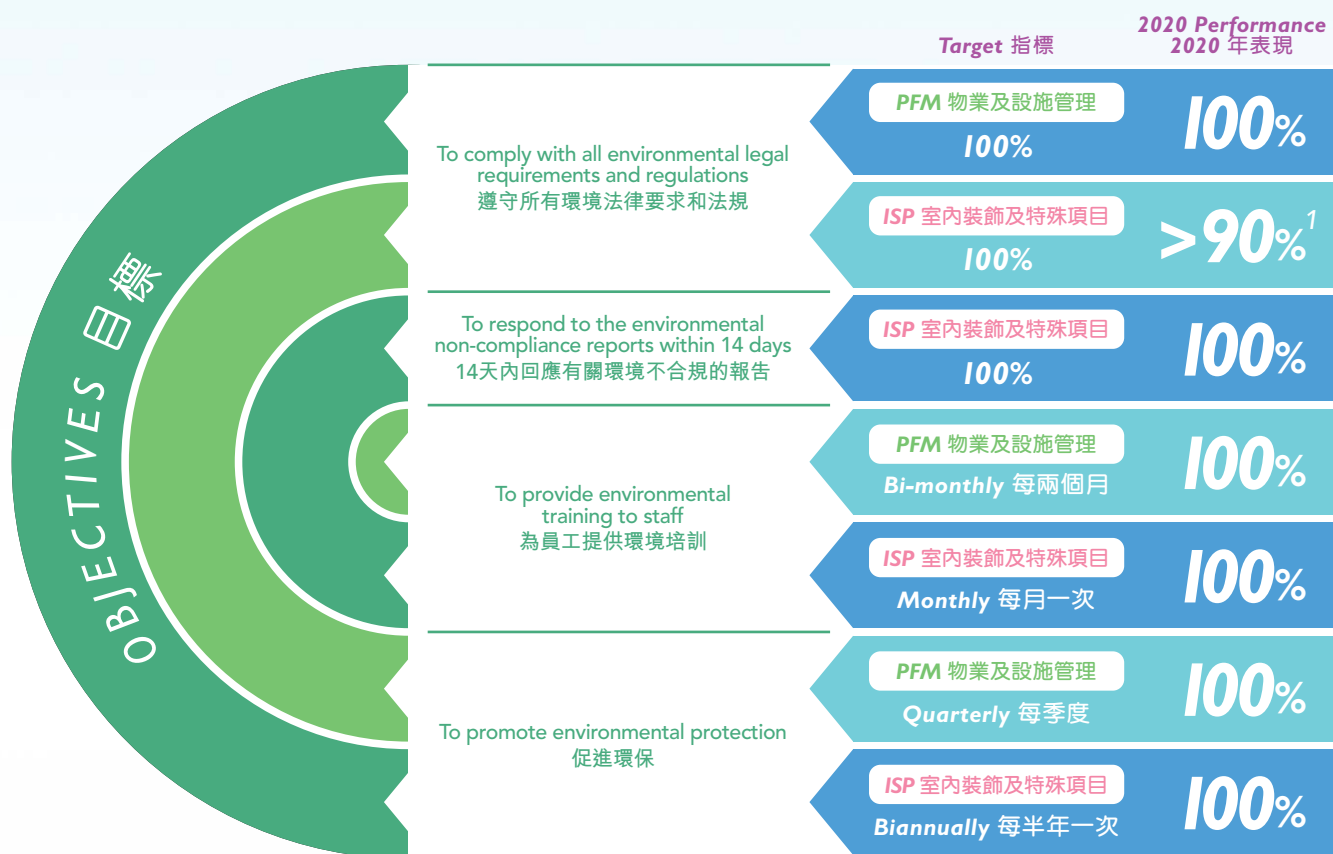 Target 指標
2020 Performance
2020 年表現
OBJECTIVES 目標
To comply with all environmental legal
requirements and regulations
遵守所有環境法律要求和法規
PFM 物業及設施管理
100%
100%
ISP 室內裝飾及特殊項目
100%
>90%1
To respond to the environmental
non-compliance reports within 14 days
14天內回應有關環境不合規的報告
ISP 室內裝飾及特殊項目
100%
100%
To provide environmental
training to staff
為員工提供環境培訓
PFM 物業及設施管理
Bi-monthly 每兩個月
100%
ISP 室內裝飾及特殊項目
Monthly 每月一次
100%
To promote environmental protection
促進環保
PFM 物業及設施管理
Quarterly 每季度
100%
ISP 室內裝飾及特殊項目
Biannually 每半年一次
100%